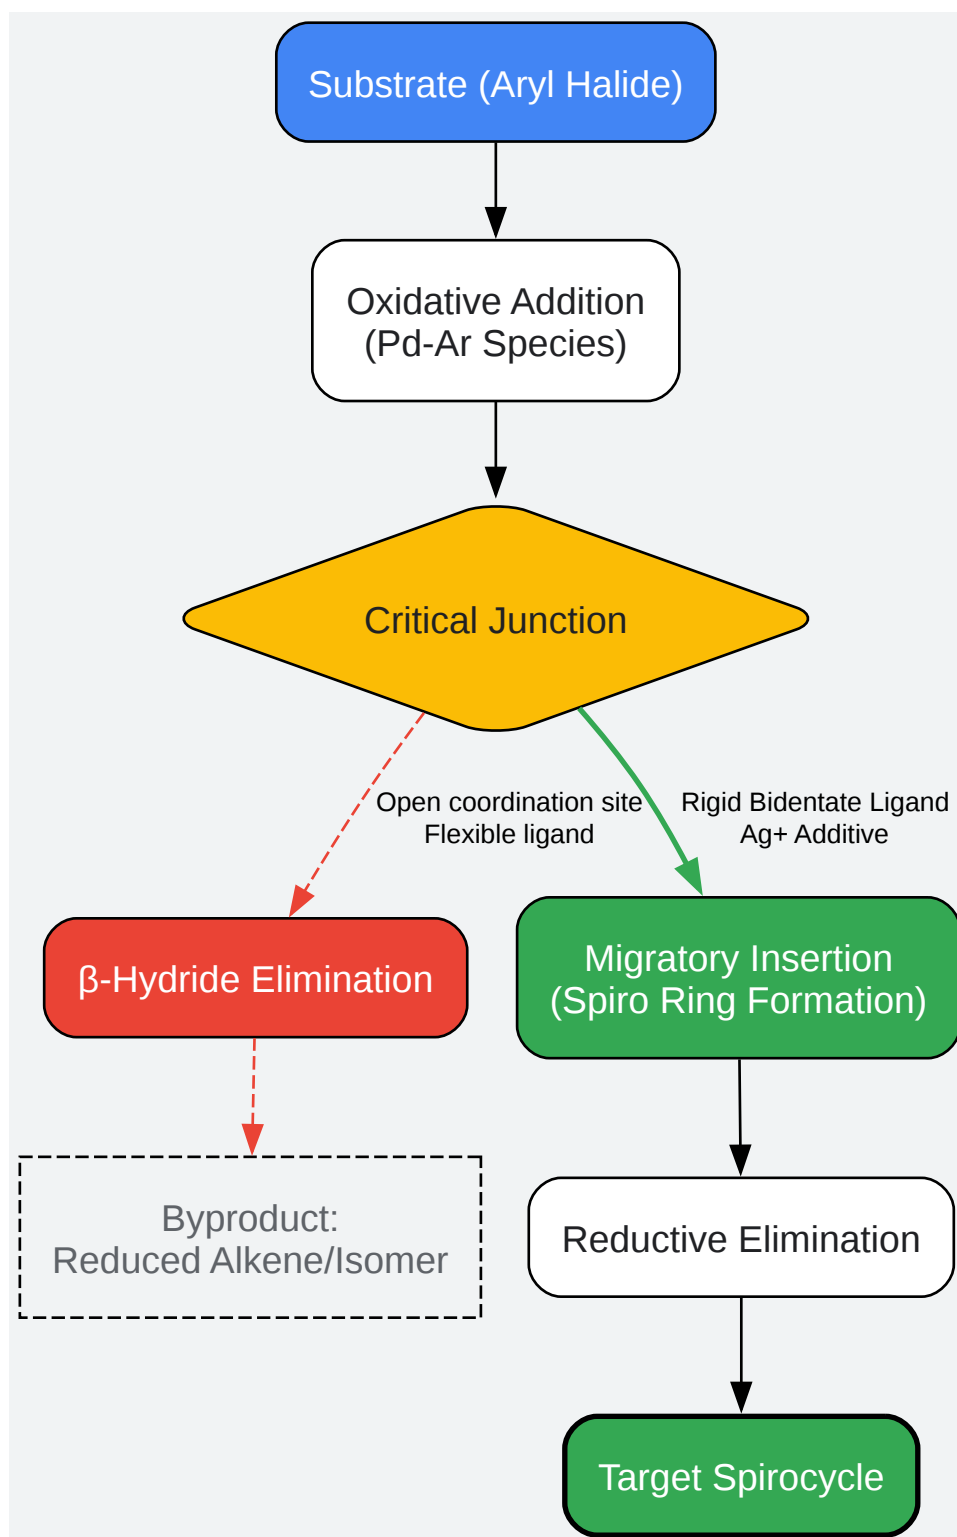 Substrate (Aryl Halide)
Oxidative Addition
(Pd-Ar Species)
Critical Junction
Open coordination site
Flexible ligand
Rigid Bidentate Ligand
Ag+ Additive
β-Hydride Elimination
Migratory Insertion
(Spiro Ring Formation)
Byproduct:
Reduced Alkene/Isomer
Reductive Elimination
Target Spirocycle